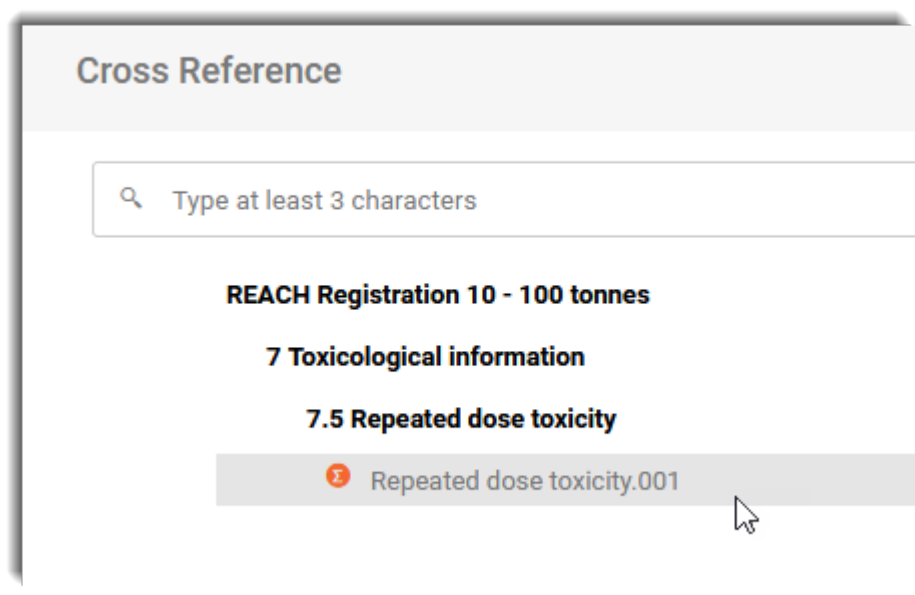 Cross Reference
Type at least 3 characters
REACH Registration 10 - 100 tonnes
7 Toxicological information
7.5 Repeated dose toxicity
Σ Repeated dose toxicity.001